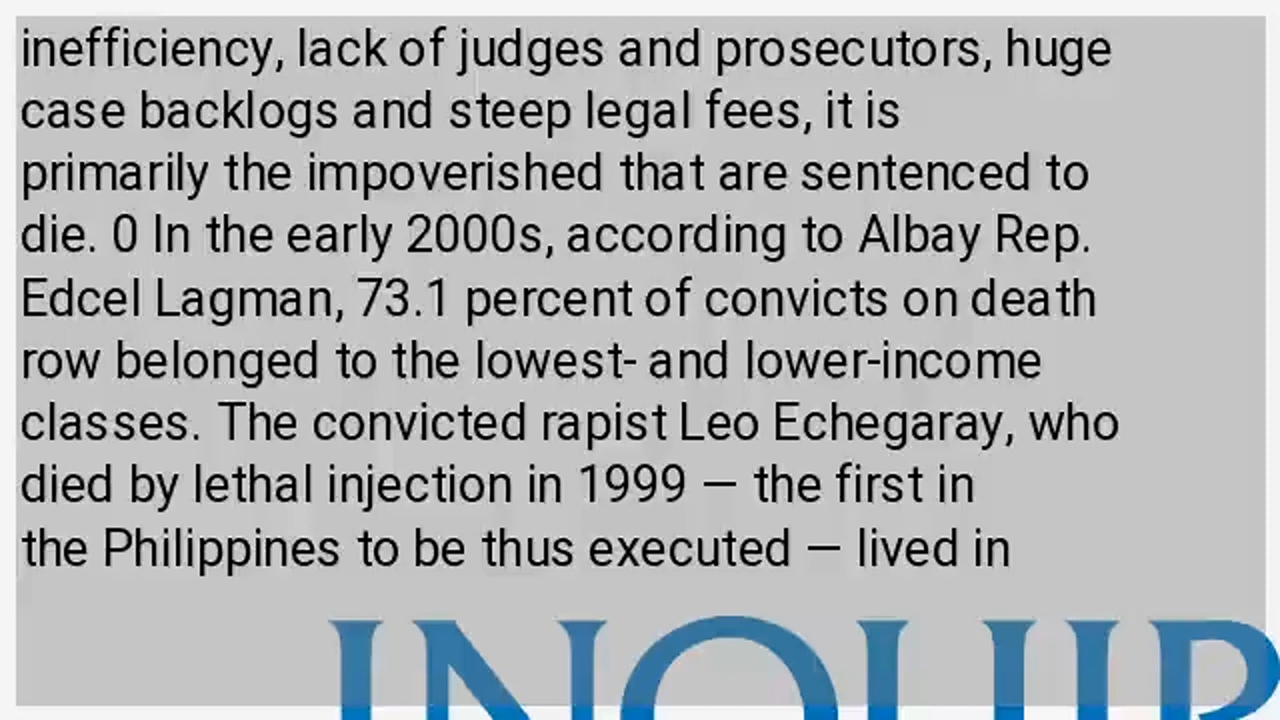 inefficiency, lack of judges and prosecutors, huge
case backlogs and steep legal fees, it is
primarily the impoverished that are sentenced to
die. 0 In the early 2000s, according to Albay Rep.
Edcel Lagman, 73.1 percent of convicts on death
row belonged to the lowest- and lower-income
classes. The convicted rapist Leo Echegaray, who
died by lethal injection in 1999 — the first in
the Philippines to be thus executed — lived in